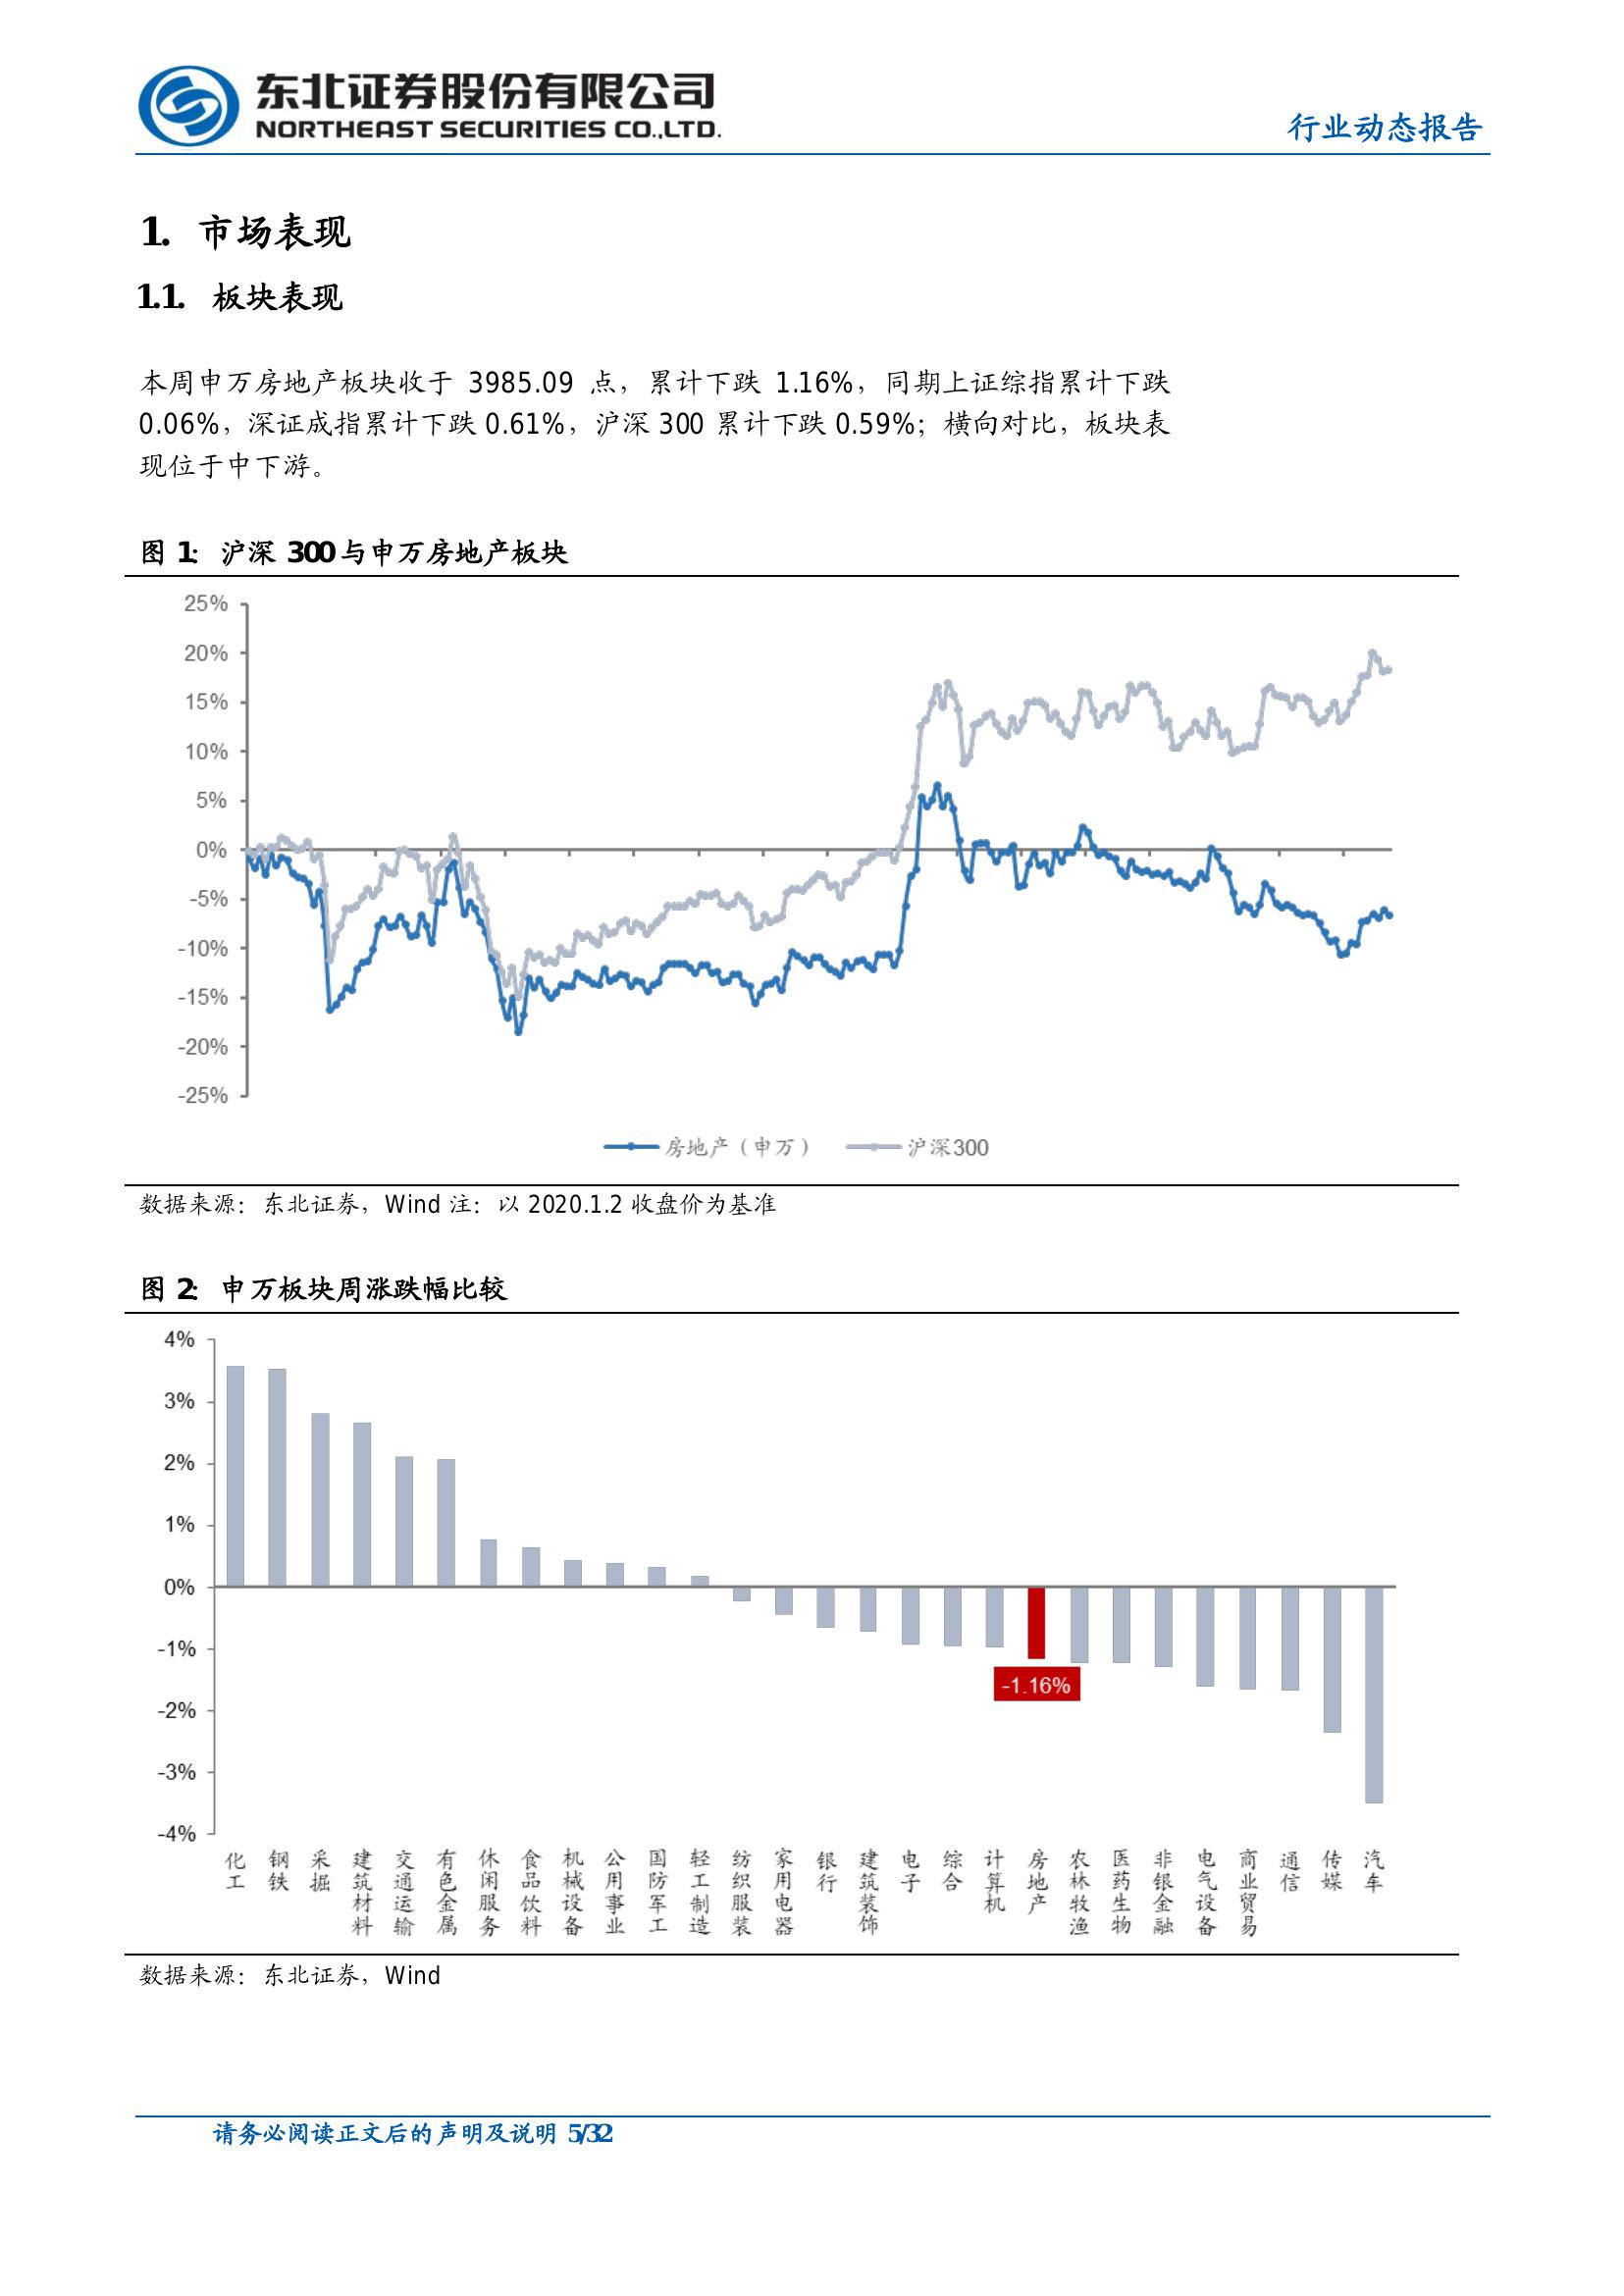 东北证券股份有限公司
NORTHEAST SECURITIES CO.,LTD.
行业动态报告
1. 市场表现
1.1. 板块表现
本周申万房地产板块收于 3985.09 点，累计下跌 1.16%，同期上证综指累计下跌
0.06%，深证成指累计下跌 0.61%，沪深 300 累计下跌 0.59%；横向对比，板块表
现位于中下游。
图 1: 沪深 300 与申万房地产板块
25%
20%
15%
10%
5%
0%
-5%
-10%
-15%
-20%
-25%
房地产（申万） 沪深300
数据来源：东北证券，Wind 注：以 2020.1.2 收盘价为基准
图 2: 申万板块周涨跌幅比较
4%
3%
2%
1%
0%
-1%
-2%
-3%
-4%
-1.16%
化工
钢铁
采掘
建筑材料
交通运输
有色金属
休闲服务
食品饮料
机械设备
公用事业
国防军工
轻工制造
纺织服装
家用电器
银行
建筑装饰
电子
综合
计算机
房地产
农林牧渔
医药生物
非银金融
电气设备
商业贸易
通信
传媒
汽车
数据来源：东北证券，Wind
请务必阅读正文后的声明及说明 5/32